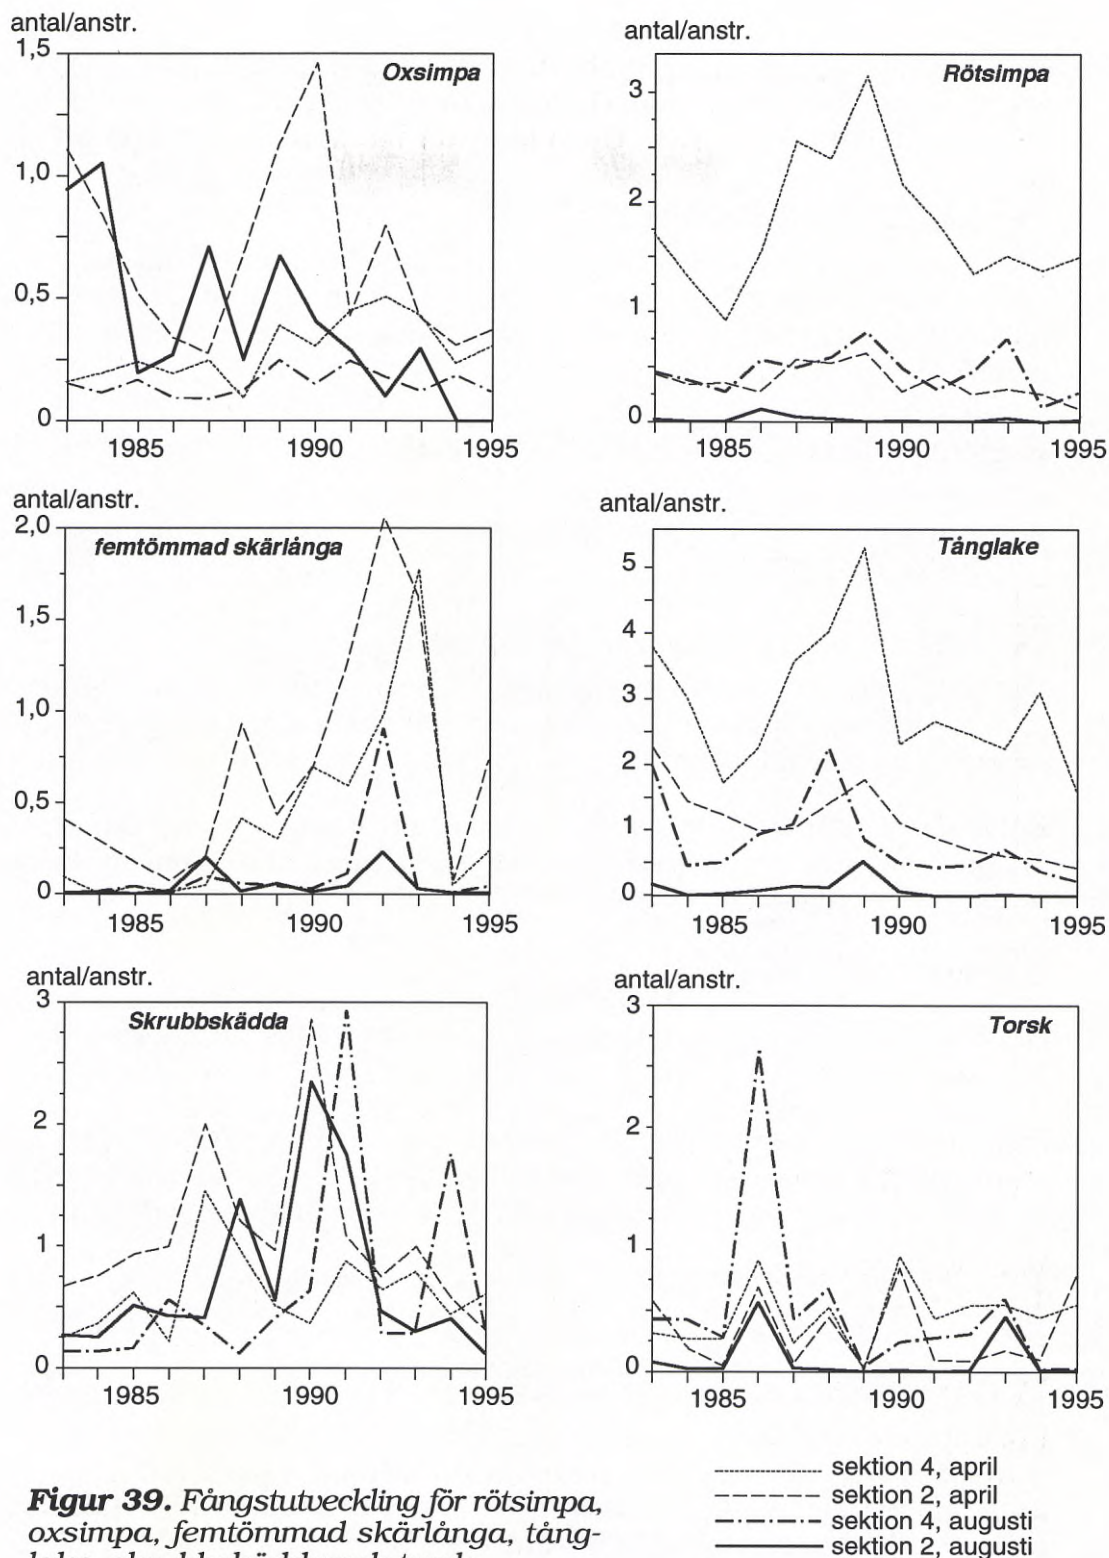 antal/anstr.
1,5
1,0
0,5
0
Oxsimpa
1985 1990 1995
antal/anstr.
3
2
1
0
Rötsimpa
1985 1990 1995
antal/anstr.
2,0
1,5
1,0
0,5
0
femtömmad skärlånga
1985 1990 1995
antal/anstr.
5
4
3
2
1
0
Tånglake
1985 1990 1995
antal/anstr.
3
2
1
0
Skrubbskädda
1985 1990 1995
antal/anstr.
3
2
1
0
Torsk
1985 1990 1995
sektion 4, april
sektion 2, april
sektion 4, augusti
sektion 2, augusti
Figur 39. Fångstutveckling för rötsimpa,
oxsimpa, femtömmad skärlånga, tång-